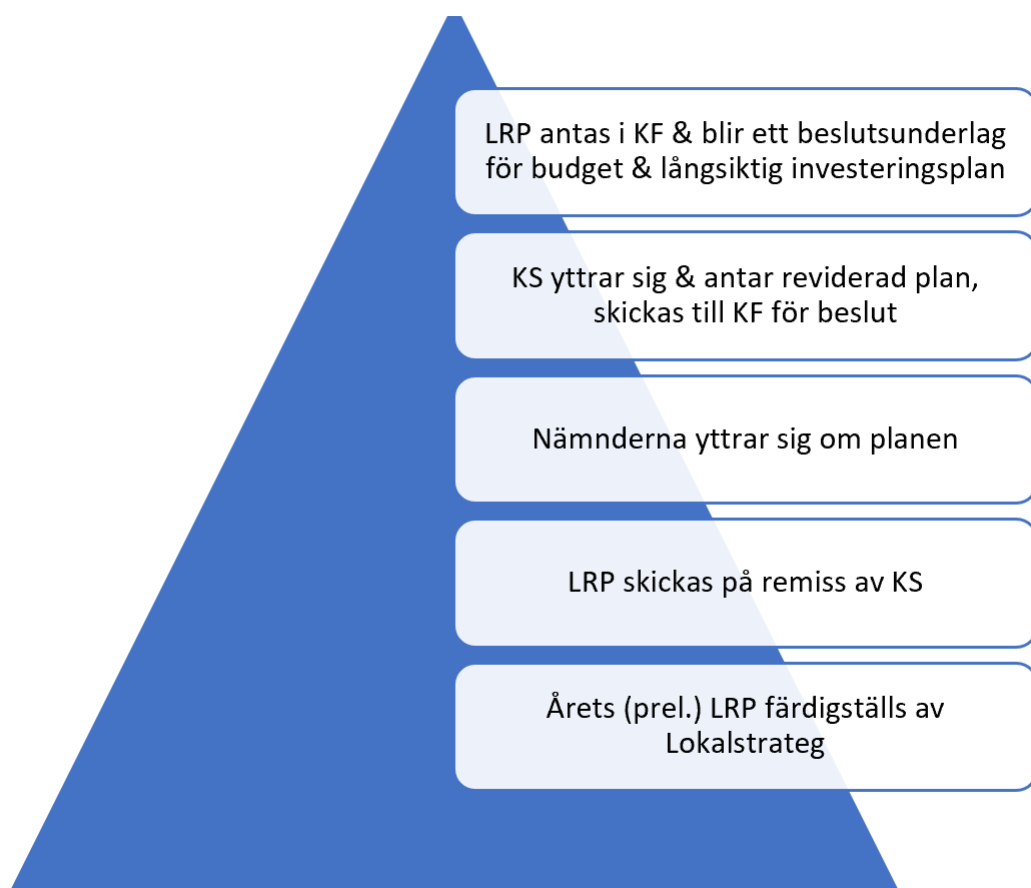 LRP antas i KF & blir ett beslutsunderlag
för budget & långsiktig investeringsplan
KS yttrar sig & antar reviderad plan,
skickas till KF för beslut
Nämnderna yttrar sig om planen
LRP skickas på remiss av KS
Årets (prel.) LRP färdigställs av
Lokalstrateg